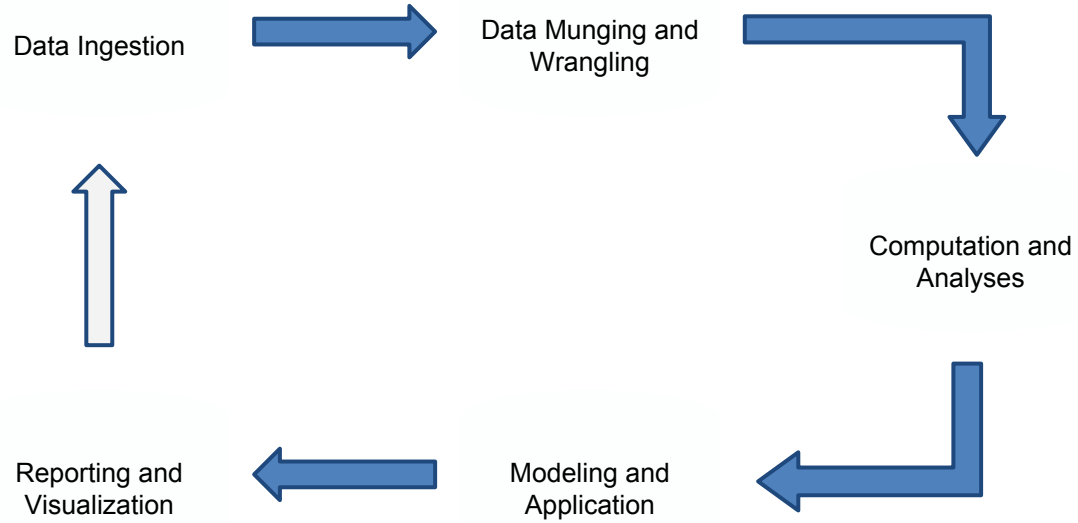 Data Ingestion
Data Munging and
Wrangling
Computation and
Analyses
Reporting and
Visualization
Modeling and
Application